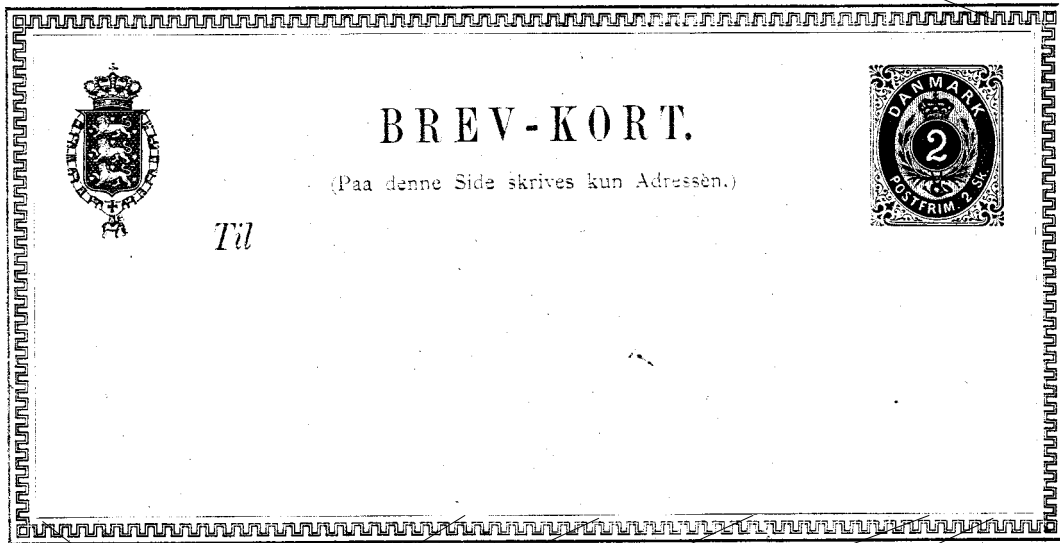 BREV-KORT.
(Paa denne Side skrives kun Adressèn.)
Til
DANMARK
2
POSTFRIM. 2 SK.